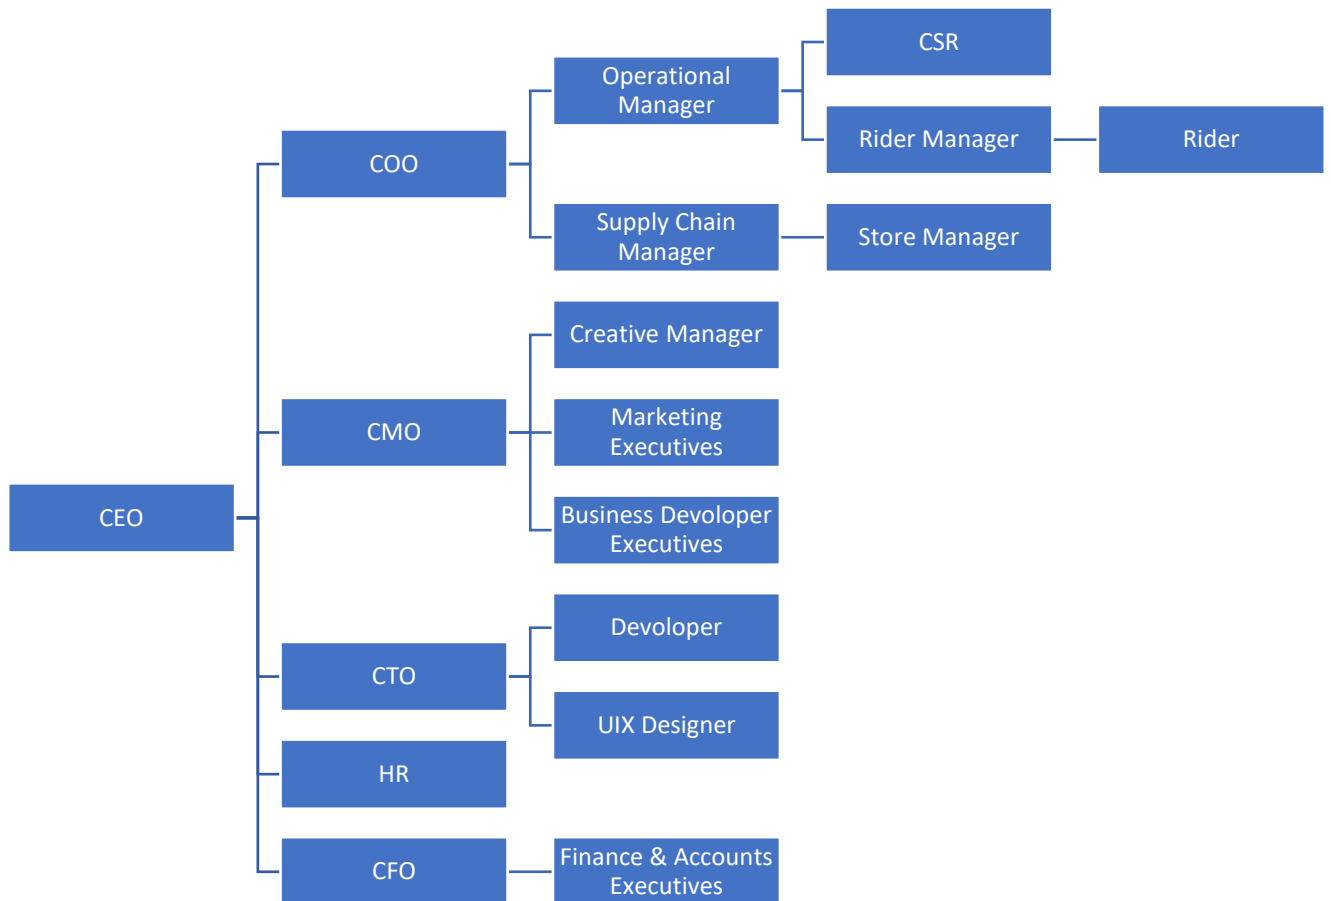 CSR
Operational
Manager
Rider Manager
Rider
COO
Supply Chain
Manager
Store Manager
Creative Manager
CMO
Marketing
Executives
CEO
Business Devoloper
Executives
Devoloper
CTO
UIX Designer
HR
CFO
Finance & Accounts
Executives